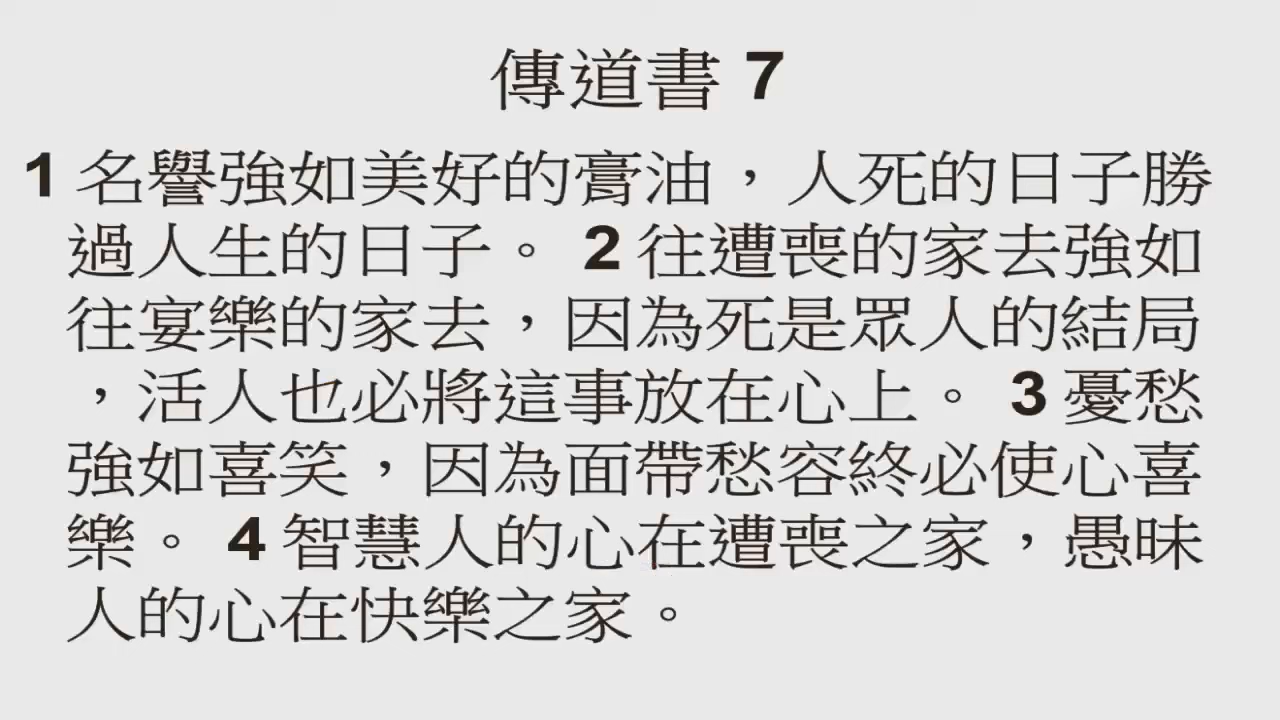 傳道書 7
1 名譽強如美好的膏油，人死的日子勝
過人生的日子。 2 往遭喪的家去強如
往宴樂的家去，因為死是眾人的結局
，活人也必將這事放在心上。 3 憂愁
強如喜笑，因為面帶愁容終必使心喜
樂。 4 智慧人的心在遭喪之家，愚昧
人的心在快樂之家。